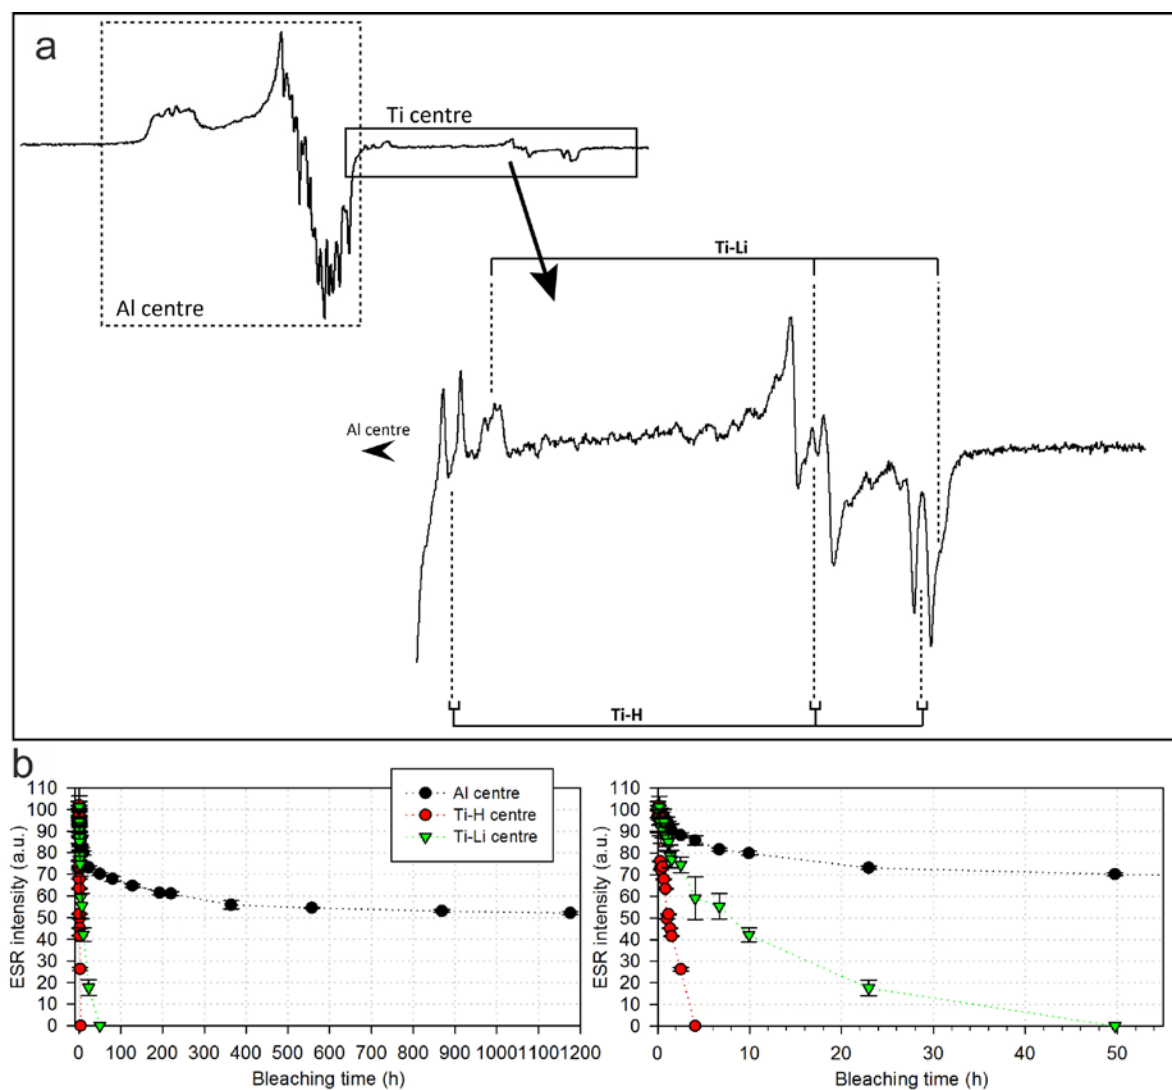 a
Ti centre
Al centre
Ti-Li
Al centre
Ti-H
b
Al centre
Ti-H centre
Ti-Li centre
ESR intensity (a.u.)
110
100
90
80
70
60
50
40
30
20
10
0
0 100 200 300 400 500 600 700 800 900 1000 1100 1200
Bleaching time (h)
ESR intensity (a.u.)
110
100
90
80
70
60
50
40
30
20
10
0
0 10 20 30 40 50
Bleaching time (h)